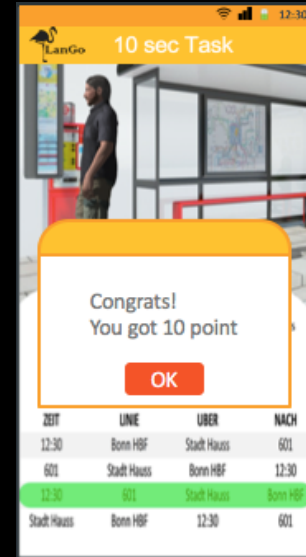 12:30
LanGo 10 sec Task
Congrats!
You got 10 point
OK
ZEIT LINIE UBER NACH
12:30 Bonn HBF Stadt Hauss 601
601 Stadt Hauss Bonn HBF 12:30
12:30 601 Stadt Hauss Bonn HBF
Stadt Hauss Bonn HBF 12:30 601